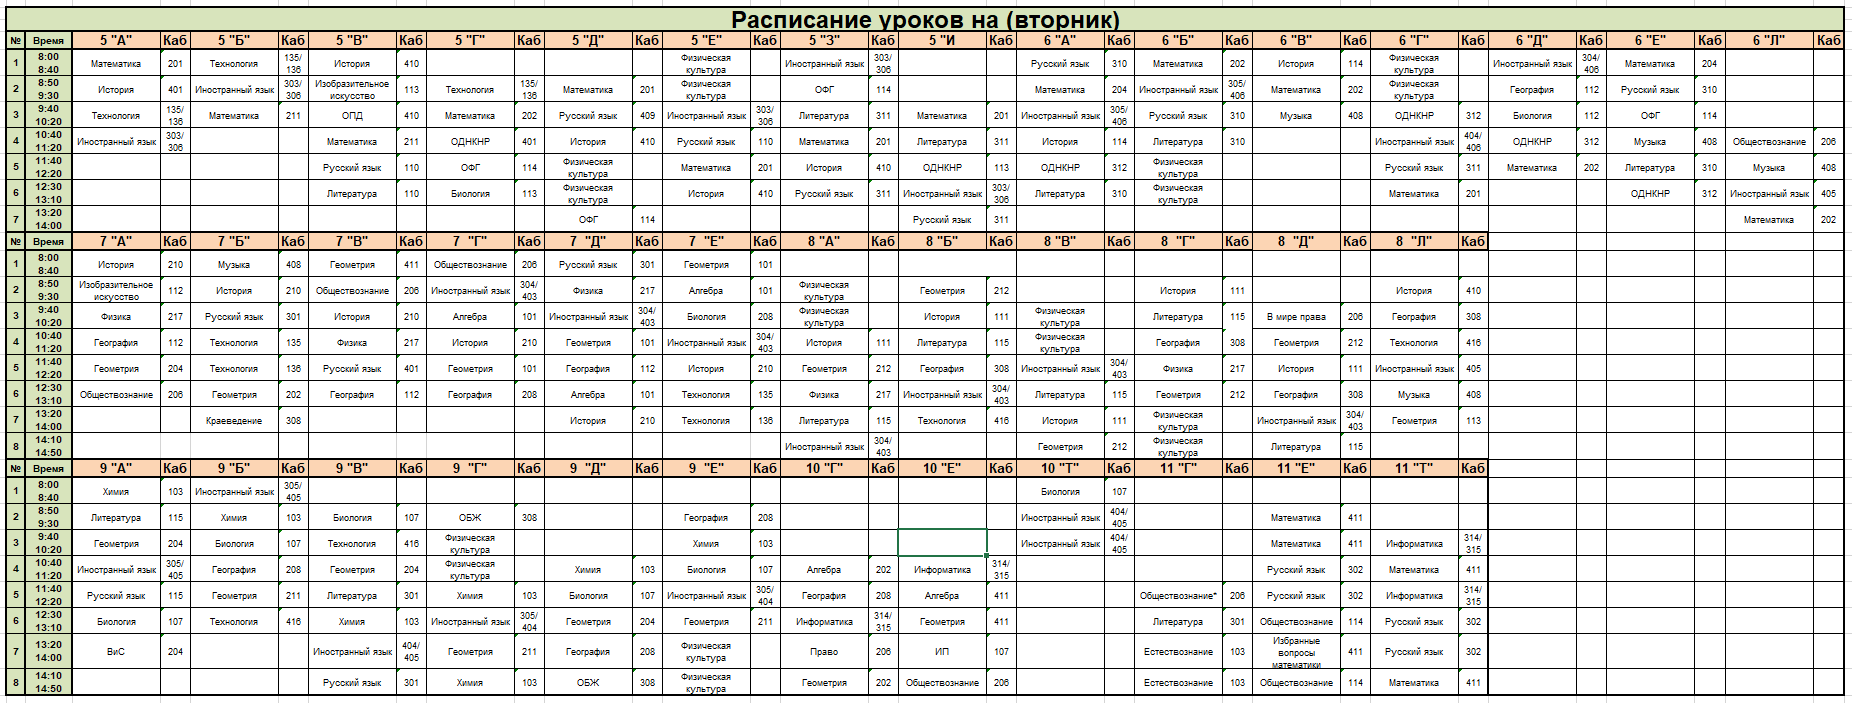 Расписание уроков на (вторник)
№ Время 5 "А" Каб 5 "Б" Каб 5 "В" Каб 5 "Г" Каб 5 "Д" Каб 5 "Е" Каб 5 "З" Каб 5 "И Каб 6 "А" Каб 6 "Б" Каб 6 "В" Каб 6 "Г" Каб 6 "Д" Каб 6 "Е" Каб 6 "Л" Каб
1 8:00 8:40 Математика 201 Технология 135/136 История 410 Физическая культура Иностранный язык 303/306 Русский язык 310 Математика 202 История 114 Физическая культура Иностранный язык 304/406 Математика 204
2 8:50 9:30 История 401 Иностранный язык 303/306 Изобразительное искусство 113 Технология 135/136 Математика 201 Физическая культура ОФГ 114 Математика 204 Иностранный язык 305/406 Математика 202 Физическая культура География 112 Русский язык 310
3 9:40 10:20 Технология 135/136 Математика 211 ОПД 410 Математика 202 Русский язык 409 Иностранный язык 303/306 Литература 311 Математика 201 Иностранный язык 305/406 Русский язык 310 Музыка 408 ОДНКНР 312 Биология 112 ОФГ 114
4 10:40 11:20 Иностранный язык 303/306 Математика 211 ОДНКНР 401 История 410 Русский язык 110 Математика 201 Литература 311 История 114 Литература 310 Иностранный язык 404/406 ОДНКНР 312 Музыка 408 Обществознание 206
5 11:40 12:20 Русский язык 110 ОФГ 114 Физическая культура Математика 201 История 410 ОДНКНР 113 ОДНКНР 312 Физическая культура Русский язык 311 Математика 202 Литература 310 Музыка 408
6 12:30 13:10 Литература 110 Биология 113 Физическая культура История 410 Русский язык 311 Иностранный язык 303/306 Литература 310 Физическая культура Математика 201 ОДНКНР 312 Иностранный язык 405
7 13:20 14:00 ОФГ 114 Русский язык 311 Математика 202
№ Время 7 "А" Каб 7 "Б" Каб 7 "В" Каб 7 "Г" Каб 7 "Д" Каб 7 "Е" Каб 8 "А" Каб 8 "Б" Каб 8 "В" Каб 8 "Г" Каб 8 "Д" Каб 8 "Л" Каб
1 8:00 8:40 История 210 Музыка 408 Геометрия 411 Обществознание 206 Русский язык 301 Геометрия 101
2 8:50 9:30 Изобразительное искусство 112 История 210 Обществознание 206 Иностранный язык 304/403 Физика 217 Алгебра 101 Физическая культура Геометрия 212 История 111 История 410
3 9:40 10:20 Физика 217 Русский язык 301 История 210 Алгебра 101 Иностранный язык 304/403 Биология 208 Физическая культура История 111 Физическая культура Литература 115 В мире права 206 География 308
4 10:40 11:20 География 112 Технология 135 Физика 217 История 210 Геометрия 101 Иностранный язык 304/403 История 111 Литература 115 Физическая культура География 308 Геометрия 212 Технология 416
5 11:40 12:20 Геометрия 204 Технология 136 Русский язык 401 Геометрия 101 География 112 История 210 Геометрия 212 География 308 Иностранный язык 304/403 Физика 217 История 111 Иностранный язык 405
6 12:30 13:10 Обществознание 206 Геометрия 202 География 112 География 208 Алгебра 101 Технология 135 Физика 217 Иностранный язык 304/403 Литература 115 Геометрия 212 География 308 Музыка 408
7 13:20 14:00 Краеведение 308 История 210 Технология 136 Литература 115 Технология 416 История 111 Физическая культура Иностранный язык 304/403 Геометрия 113
8 14:10 14:50 Иностранный язык 304/403 Геометрия 212 Физическая культура Литература 115
№ Время 9 "А" Каб 9 "Б" Каб 9 "В" Каб 9 "Г" Каб 9 "Д" Каб 9 "Е" Каб 10 "Г" Каб 10 "Е" Каб 10 "Т" Каб 11 "Г" Каб 11 "Е" Каб 11 "Т" Каб
1 8:00 8:40 Химия 103 Иностранный язык 305/405 Биология 107
2 8:50 9:30 Литература 115 Химия 103 Биология 107 ОБЖ 308 География 208 Иностранный язык 404/405 Математика 411
3 9:40 10:20 Геометрия 204 Биология 107 Технология 416 Физическая культура Химия 103 Иностранный язык 404/405 Математика 411 Информатика 314/315
4 10:40 11:20 Иностранный язык 305/405 География 208 Геометрия 204 Физическая культура Химия 103 Биология 107 Алгебра 202 Информатика 314/315 Русский язык 302 Математика 411
5 11:40 12:20 Русский язык 115 Геометрия 211 Литература 301 Химия 103 Биология 107 Иностранный язык 305/404 География 208 Алгебра 411 Обществознание* 206 Русский язык 302 Информатика 314/315
6 12:30 13:10 Биология 107 Технология 416 Химия 103 Иностранный язык 305/404 Геометрия 204 Геометрия 211 Информатика 314/315 Геометрия 411 Литература 301 Обществознание 114 Русский язык 302
7 13:20 14:00 ВиС 204 Иностранный язык 404/405 Геометрия 211 География 208 Физическая культура Право 206 ИП 107 Естествознание 103 Избранные вопросы математики 411 Русский язык 302
8 14:10 14:50 Русский язык 301 Химия 103 ОБЖ 308 Физическая культура Геометрия 202 Обществознание 206 Естествознание 103 Обществознание 114 Математика 411